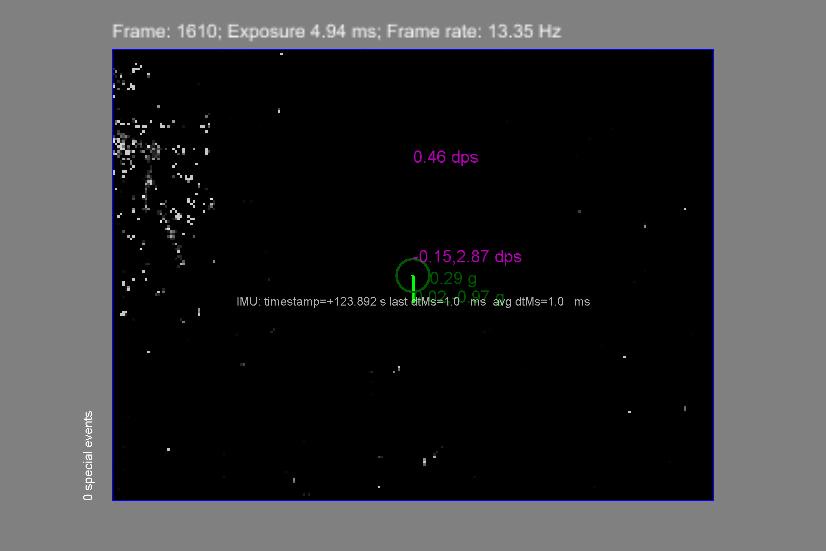 Frame: 1610; Exposure 4.94 ms; Frame rate: 13.35 Hz
0.46 dps
-0.15,2.87 dps
0.29 g
IMU: timestamp=+123.892 s last dtMs=1.0 ms avg dtMs=1.0 ms
0 special events